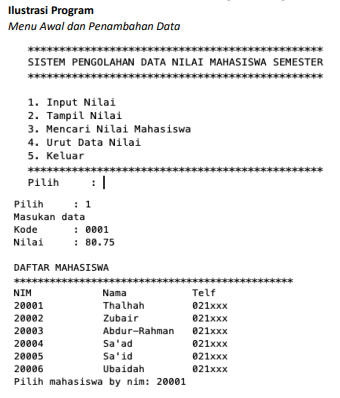 Ilustrasi Program
Menu Awal dan Penambahan Data
**************************************************
SISTEM PENGOLAHAN DATA NILAI MAHASISWA SEMESTER
**************************************************
1. Input Nilai
2. Tampil Nilai
3. Mencari Nilai Mahasiswa
4. Urut Data Nilai
5. Keluar
**************************************************
Pilih : |
Pilih : 1
Masukan data
Kode : 0001
Nilai : 80.75
DAFTAR MAHASISWA
************************************************
NIM Nama Telf
20001 Thalhah 021xxx
20002 Zubair 021xxx
20003 Abdur-Rahman 021xxx
20004 Sa'ad 021xxx
20005 Sa'id 021xxx
20006 Ubaidah 021xxx
Pilih mahasiswa by nim: 20001